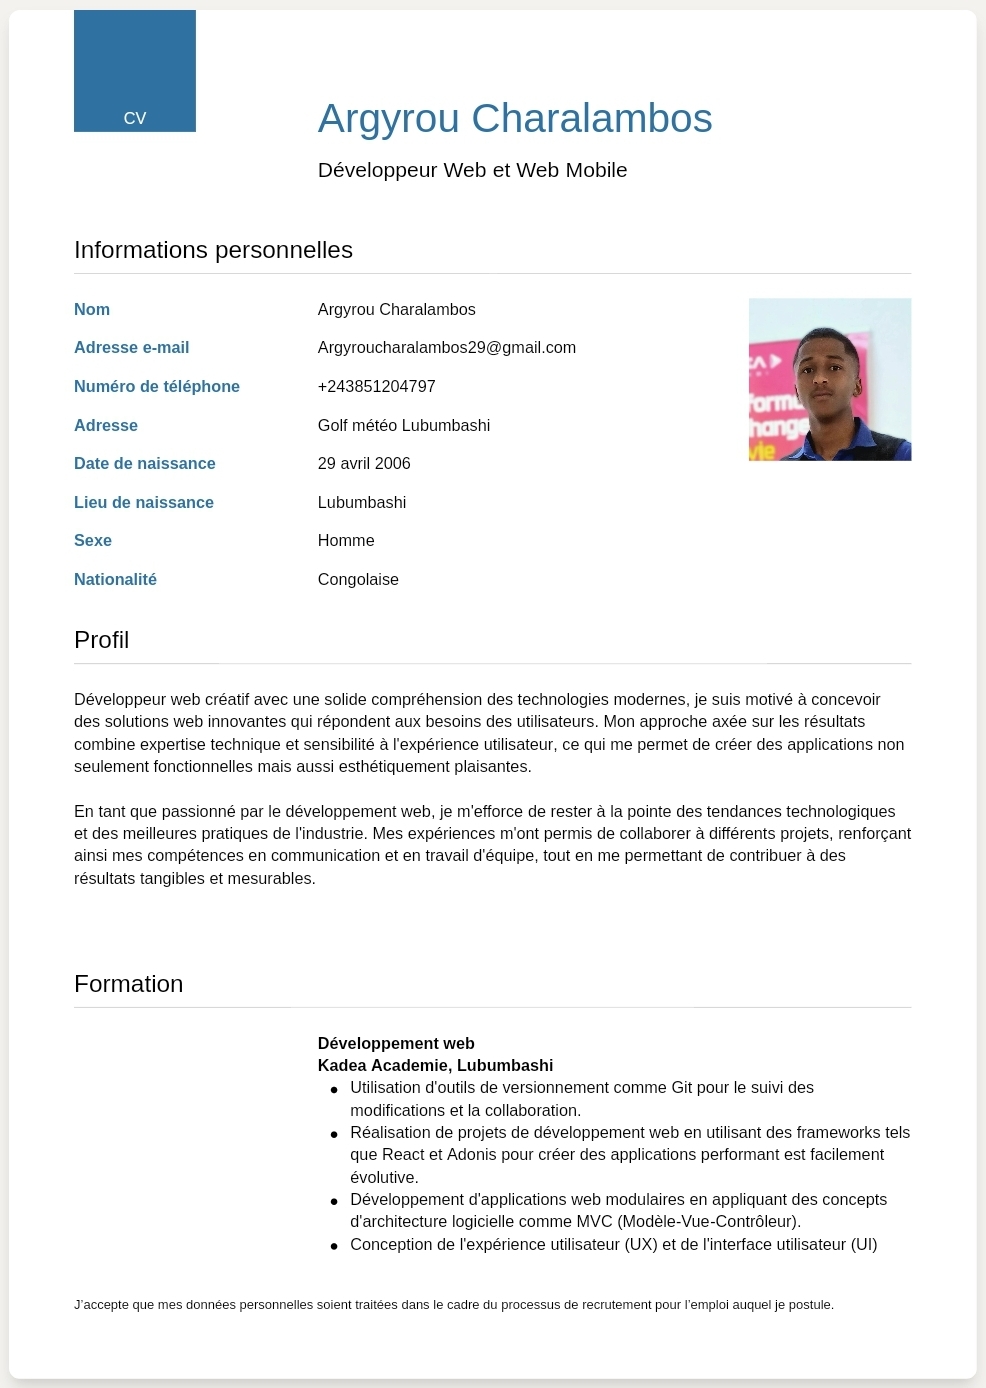 CV
Argyrou Charalambos
Développeur Web et Web Mobile
Informations personnelles
Nom Argyrou Charalambos
Adresse e-mail Argyroucharalambos29@gmail.com
Numéro de téléphone +243851204797
Adresse Golf météo Lubumbashi
Date de naissance 29 avril 2006
Lieu de naissance Lubumbashi
Sexe Homme
Nationalité Congolaise
forma
hange
vie
Profil
Développeur web créatif avec une solide compréhension des technologies modernes, je suis motivé à concevoir
des solutions web innovantes qui répondent aux besoins des utilisateurs. Mon approche axée sur les résultats
combine expertise technique et sensibilité à l'expérience utilisateur, ce qui me permet de créer des applications non
seulement fonctionnelles mais aussi esthétiquement plaisantes.
En tant que passionné par le développement web, je m'efforce de rester à la pointe des tendances technologiques
et des meilleures pratiques de l'industrie. Mes expériences m'ont permis de collaborer à différents projets, renforçant
ainsi mes compétences en communication et en travail d'équipe, tout en me permettant de contribuer à des
résultats tangibles et mesurables.
Formation
Développement web
Kadea Academie, Lubumbashi
● Utilisation d'outils de versionnement comme Git pour le suivi des
modifications et la collaboration.
● Réalisation de projets de développement web en utilisant des frameworks tels
que React et Adonis pour créer des applications performant est facilement
évolutive.
● Développement d'applications web modulaires en appliquant des concepts
d'architecture logicielle comme MVC (Modèle-Vue-Contrôleur).
● Conception de l'expérience utilisateur (UX) et de l'interface utilisateur (UI)
J’accepte que mes données personnelles soient traitées dans le cadre du processus de recrutement pour l’emploi auquel je postule.